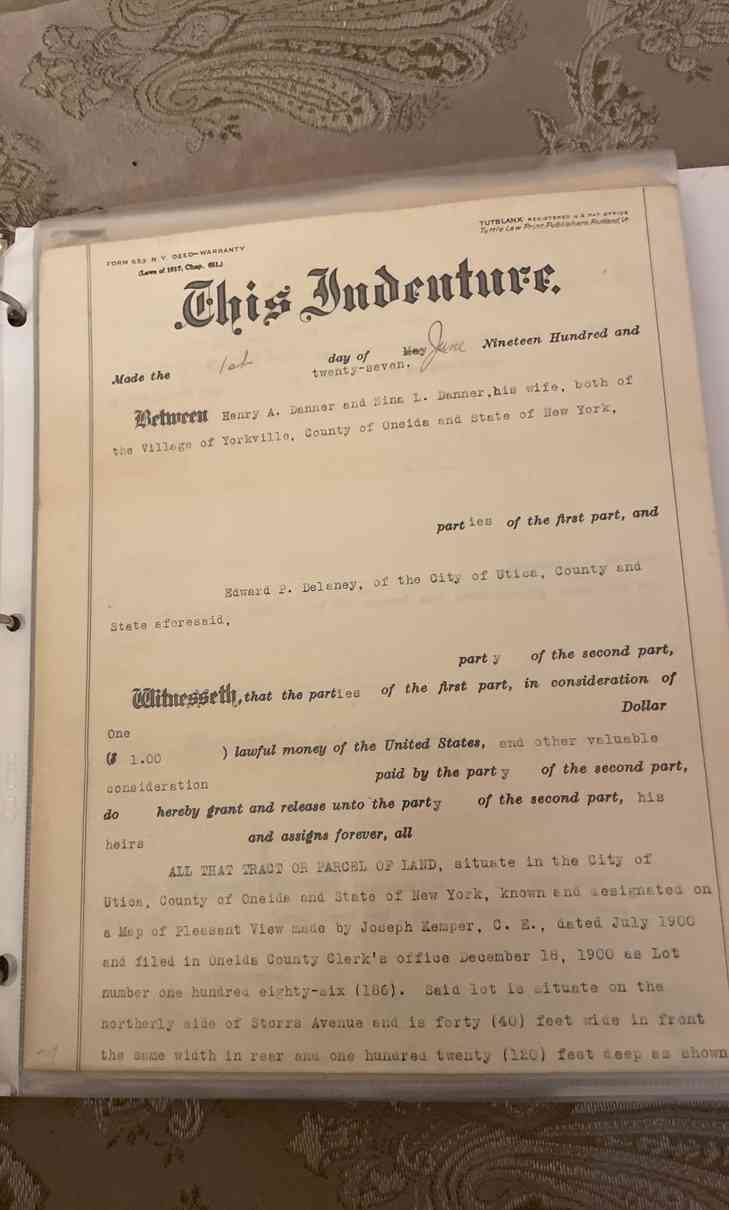 FORM 553 N. Y. DEED—WARRANTY
(Laws of 1917; Chap. 681.)
TUTBLANX REGISTERED U.S. PAT. OFFICE
Tuttle Law Print, Publishers, Rutland, Vt
This Indenture.
Made the 1st day of May June Nineteen Hundred and
twenty-seven,
Between Henry A. Danner and Nina L. Danner, his wife, both of
the Village of Yorkville, County of Oneida and State of New York,
parties of the first part, and
Edward P. Delaney, of the City of Utica, County and
State aforesaid,
party of the second part,
Witnesseth, that the parties of the first part, in consideration of
One Dollar
($ 1.00 ) lawful money of the United States, and other valuable
consideration paid by the party of the second part,
do hereby grant and release unto the party of the second part, his
heirs and assigns forever, all
ALL THAT TRACT OR PARCEL OF LAND, situate in the City of
Utica, County of Oneida and State of New York, known and designated on
a Map of Pleasant View made by Joseph Kemper, C. E., dated July 1900
and filed in Oneida County Clerk's office December 18, 1900 as Lot
number one hundred eighty-six (186). Said lot is situate on the
northerly side of Storrs Avenue and is forty (40) feet wide in front
the same width in rear and one hundred twenty (120) feet deep as shown